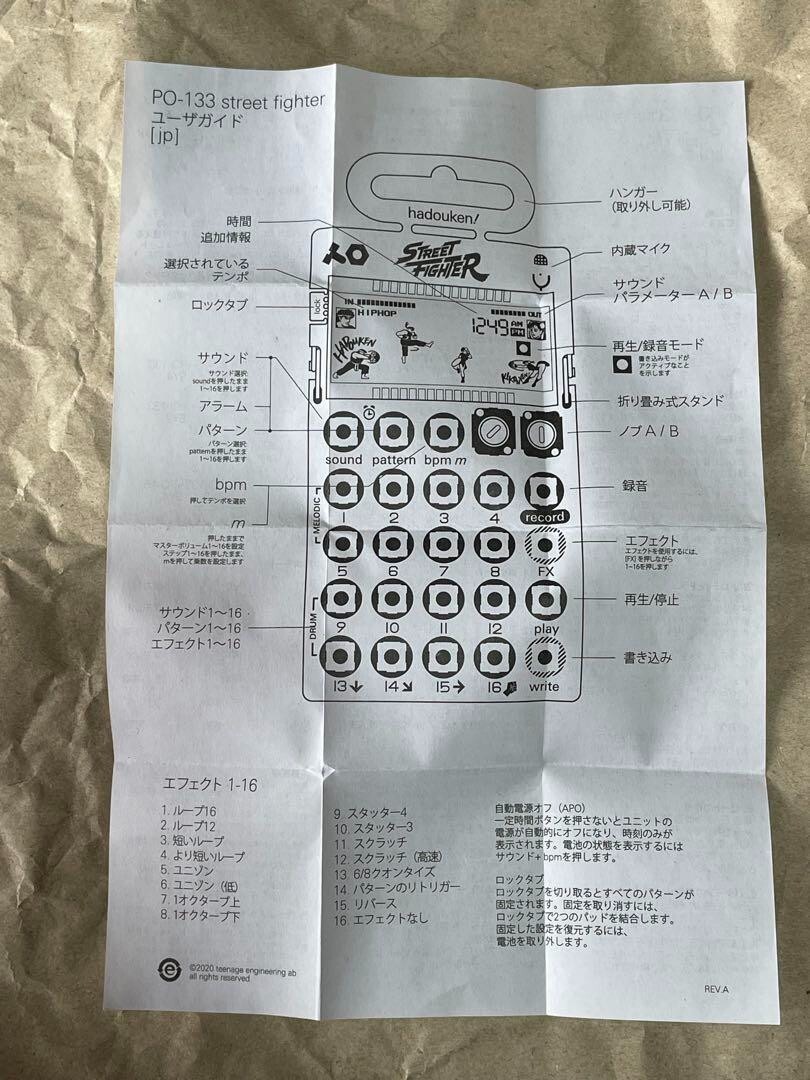 PO-133 street fighter
ユーザガイド
[jp]
hadouken!
ハンガー
(取り外し可能)
時間
追加情報
選択されている
テンポ
ロックタブ
lock
STREET
FIGHTER
内蔵マイク
サウンド
パラメーター A / B
IN
OUT
HIPHOP
1249
AM
PM
再生/録音モード
書き込みモードが
アクティブなこと
を示します
サウンド
サウンド選択:
soundを押したまま
1〜16を押します
アラーム
パターン
パターン選択:
patternを押したまま
1〜16を押します
折り畳み式スタンド
ノブ A / B
sound pattern bpm m
bpm
押してテンポを選択
m
押したままで
マスターボリューム1〜16を設定
ステップ1〜16を押したまま、
mを押して乗数を設定します
録音
MELODIC
1 2 3 4 record
エフェクト
エフェクトを使用するには、
[FX] を押しながら
1~16を押します
5 6 7 8 FX
サウンド1〜16
パターン1〜16
エフェクト1〜16
DRUM
再生/停止
9 10 11 12 play
書き込み
13↓ 14↘ 15→ 16 write
エフェクト 1-16
1. ループ16
2. ループ12
3. 短いループ
4. より短いループ
5. ユニゾン
6. ユニゾン (低)
7. 1オクターブ上
8. 1オクターブ下
9. スタッター4
10. スタッター3
11. スクラッチ
12. スクラッチ (高速)
13. 6/8クオンタイズ
14. パターンのリトリガー
15. リバース
16. エフェクトなし
自動電源オフ (APO)
一定時間ボタンを押さないとユニットの
電源が自動的にオフになり、時刻のみが
表示されます。電池の状態を表示するには
サウンド+ bpmを押します。
ロックタブ
ロックタブを切り取るとすべてのパターンが
固定されます。固定を取り消すには、
ロックタブで2つのパッドを結合します。
固定した設定を復元するには、
電池を取り外します。
©2020 teenage engineering ab
all rights reserved
REV.A